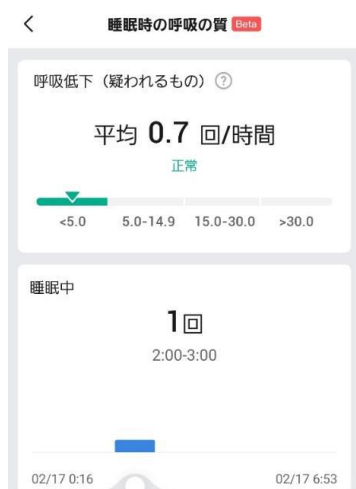 睡眠時の呼吸の質 Beta
呼吸低下（疑われるもの） ?
平均 0.7 回/時間
正常
<5.0 5.0-14.9 15.0-30.0 >30.0
睡眠中
1回
2:00-3:00
02/17 0:16 02/17 6:53